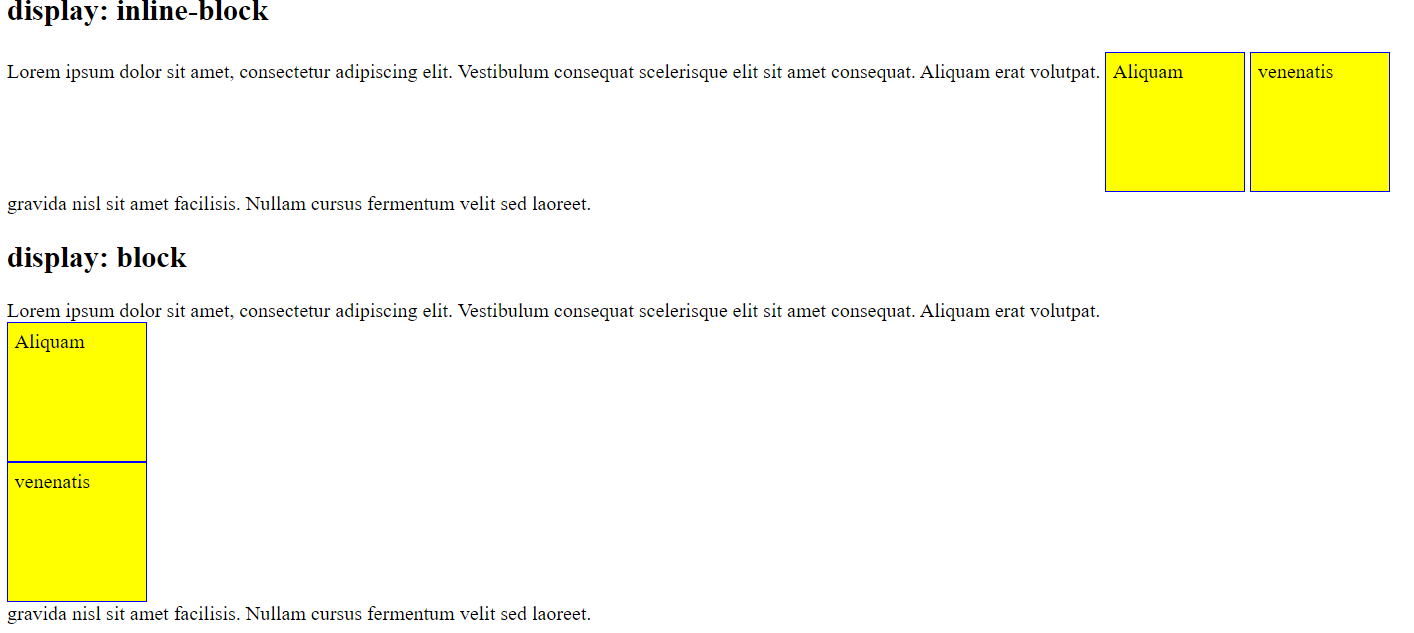 display: inline-block
Lorem ipsum dolor sit amet, consectetur adipiscing elit. Vestibulum consequat scelerisque elit sit amet consequat. Aliquam erat volutpat. Aliquam venenatis
gravida nisl sit amet facilisis. Nullam cursus fermentum velit sed laoreet.
display: block
Lorem ipsum dolor sit amet, consectetur adipiscing elit. Vestibulum consequat scelerisque elit sit amet consequat. Aliquam erat volutpat.
Aliquam
venenatis
gravida nisl sit amet facilisis. Nullam cursus fermentum velit sed laoreet.